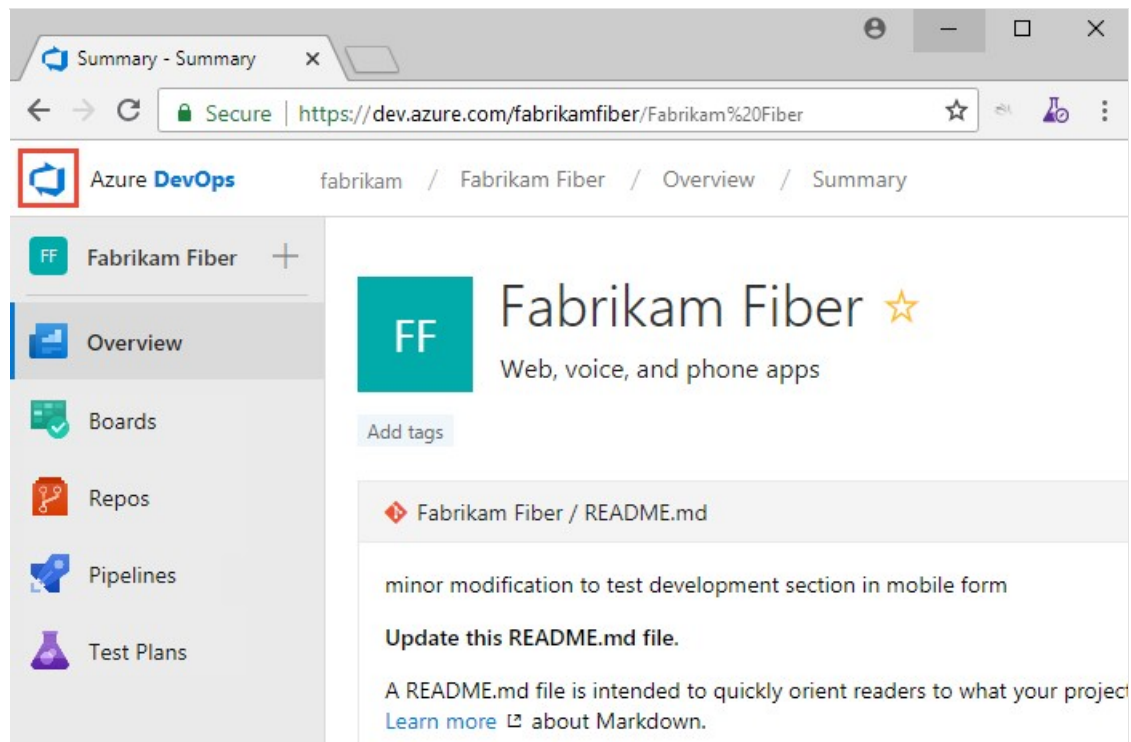 Summary - Summary
Secure | https://dev.azure.com/fabrikamfiber/Fabrikam%20Fiber
Azure DevOps fabrikam / Fabrikam Fiber / Overview / Summary
FF Fabrikam Fiber
Overview
Boards
Repos
Pipelines
Test Plans
FF
Fabrikam Fiber
Web, voice, and phone apps
Add tags
Fabrikam Fiber / README.md
minor modification to test development section in mobile form
Update this README.md file.
A README.md file is intended to quickly orient readers to what your project
Learn more about Markdown.